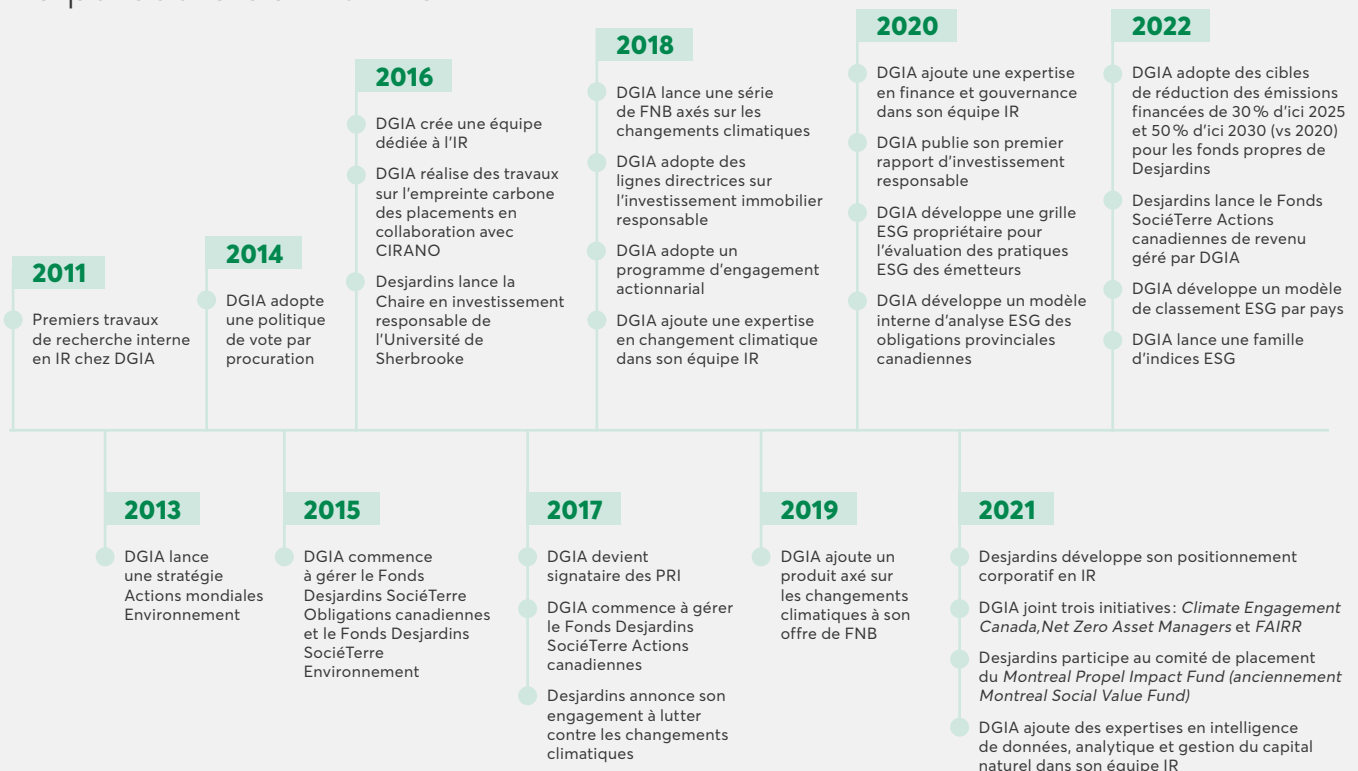 2011
Premiers travaux
de recherche interne
en IR chez DGIA
2013
DGIA lance
une stratégie
Actions mondiales
Environnement
2014
DGIA adopte
une politique
de vote par
procuration
2015
DGIA commence
à gérer le Fonds
Desjardins SociéTerre
Obligations canadiennes
et le Fonds Desjardins
SociéTerre
Environnement
2016
DGIA crée une équipe
dédiée à l'IR
DGIA réalise des travaux
sur l'empreinte carbone
des placements en
collaboration avec
CIRANO
Desjardins lance la
Chaire en investissement
responsable de
l'Université de
Sherbrooke
2017
DGIA devient
signataire des PRI
DGIA commence à gérer
le Fonds Desjardins
SociéTerre Actions
canadiennes
Desjardins annonce son
engagement à lutter
contre les changements
climatiques
2018
DGIA lance une série
de FNB axés sur les
changements climatiques
DGIA adopte des
lignes directrices sur
l'investissement immobilier
responsable
DGIA adopte un
programme d'engagement
actionnarial
DGIA ajoute une expertise
en changement climatique
dans son équipe IR
2019
DGIA ajoute un
produit axé sur
les changements
climatiques à son
offre de FNB
2020
DGIA ajoute une expertise
en finance et gouvernance
dans son équipe IR
DGIA publie son premier
rapport d'investissement
responsable
DGIA développe une grille
ESG propriétaire pour
l'évaluation des pratiques
ESG des émetteurs
DGIA développe un modèle
interne d'analyse ESG des
obligations provinciales
canadiennes
2021
Desjardins développe son positionnement
corporatif en IR
DGIA joint trois initiatives : Climate Engagement
Canada,Net Zero Asset Managers et FAIRR
Desjardins participe au comité de placement
du Montreal Propel Impact Fund (anciennement
Montreal Social Value Fund)
DGIA ajoute des expertises en intelligence
de données, analytique et gestion du capital
naturel dans son équipe IR
2022
DGIA adopte des cibles
de réduction des émissions
financées de 30 % d'ici 2025
et 50 % d'ici 2030 (vs 2020)
pour les fonds propres de
Desjardins
Desjardins lance le Fonds
SociéTerre Actions
canadiennes de revenu
géré par DGIA
DGIA développe un modèle
de classement ESG par pays
DGIA lance une famille
d'indices ESG